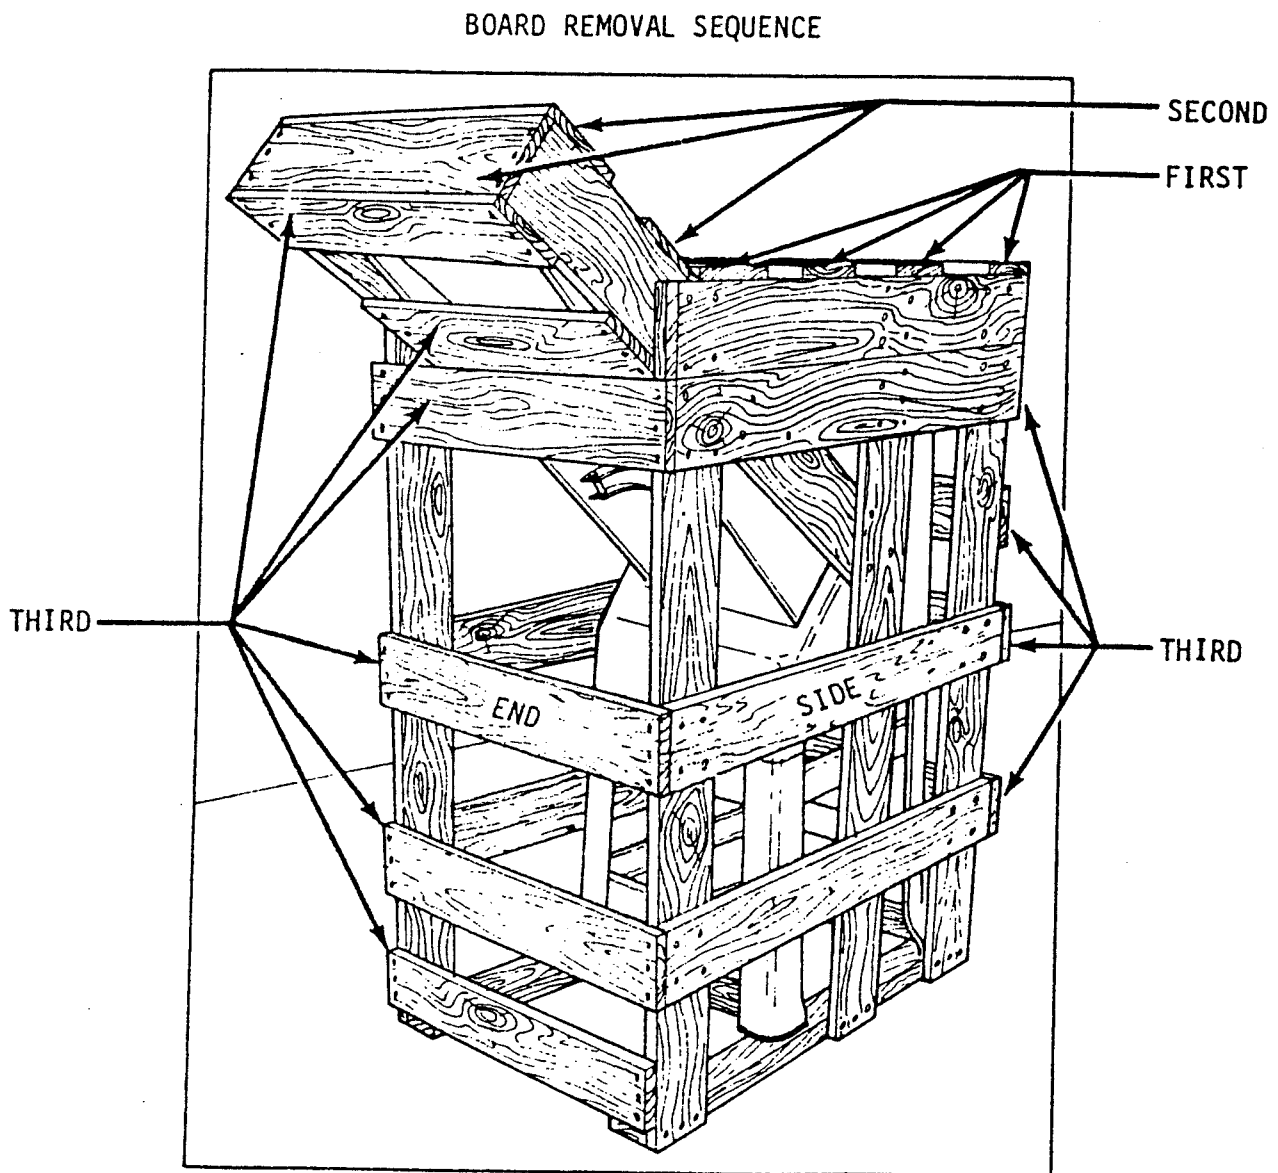 BOARD REMOVAL SEQUENCE
SECOND
FIRST
THIRD
THIRD
END
SIDE